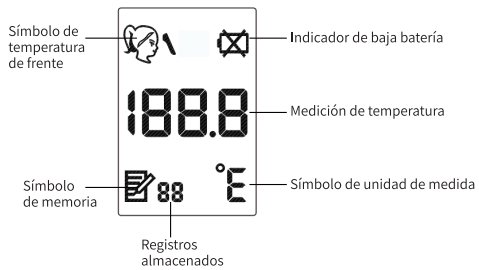 Símbolo de
temperatura
de frente
Indicador de baja batería
188.8
Medición de temperatura
Símbolo
de memoria
88
°E
Símbolo de unidad de medida
Registros
almacenados